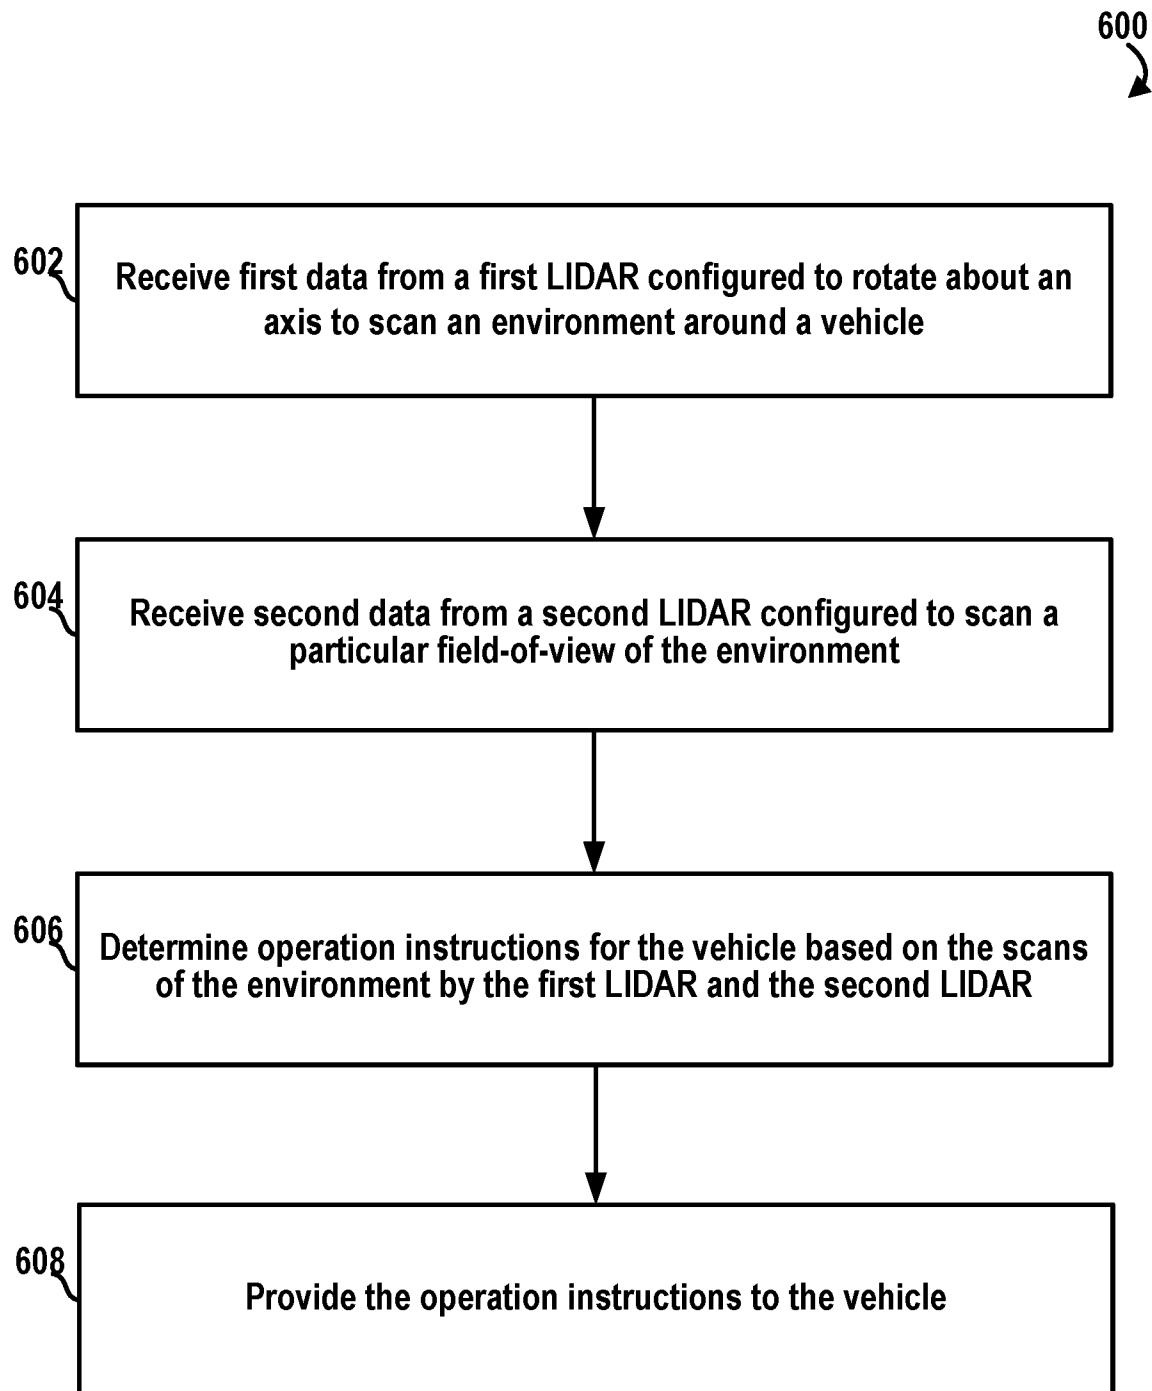 600
602
Receive first data from a first LIDAR configured to rotate about an
axis to scan an environment around a vehicle
604
Receive second data from a second LIDAR configured to scan a
particular field-of-view of the environment
606
Determine operation instructions for the vehicle based on the scans
of the environment by the first LIDAR and the second LIDAR
608
Provide the operation instructions to the vehicle